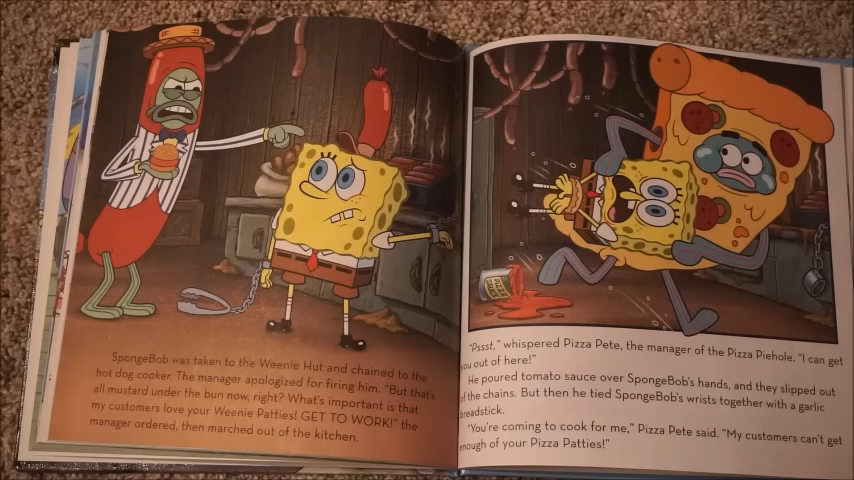 SpongeBob was taken to the Weenie Hut and chained to the
hot dog cooker. The manager apologized for firing him. "But that's
all mustard under the bun now, right? What's important is that
my customers love your Weenie Patties! GET TO WORK!" the
manager ordered, then marched out of the kitchen.
"Pssst," whispered Pizza Pete, the manager of the Pizza Piehole. "I can get
you out of here!"
He poured tomato sauce over SpongeBob's hands, and they slipped out
of the chains. But then he tied SpongeBob's wrists together with a garlic
breadstick.
"You're coming to cook for me," Pizza Pete said. "My customers can't get
enough of your Pizza Patties!"